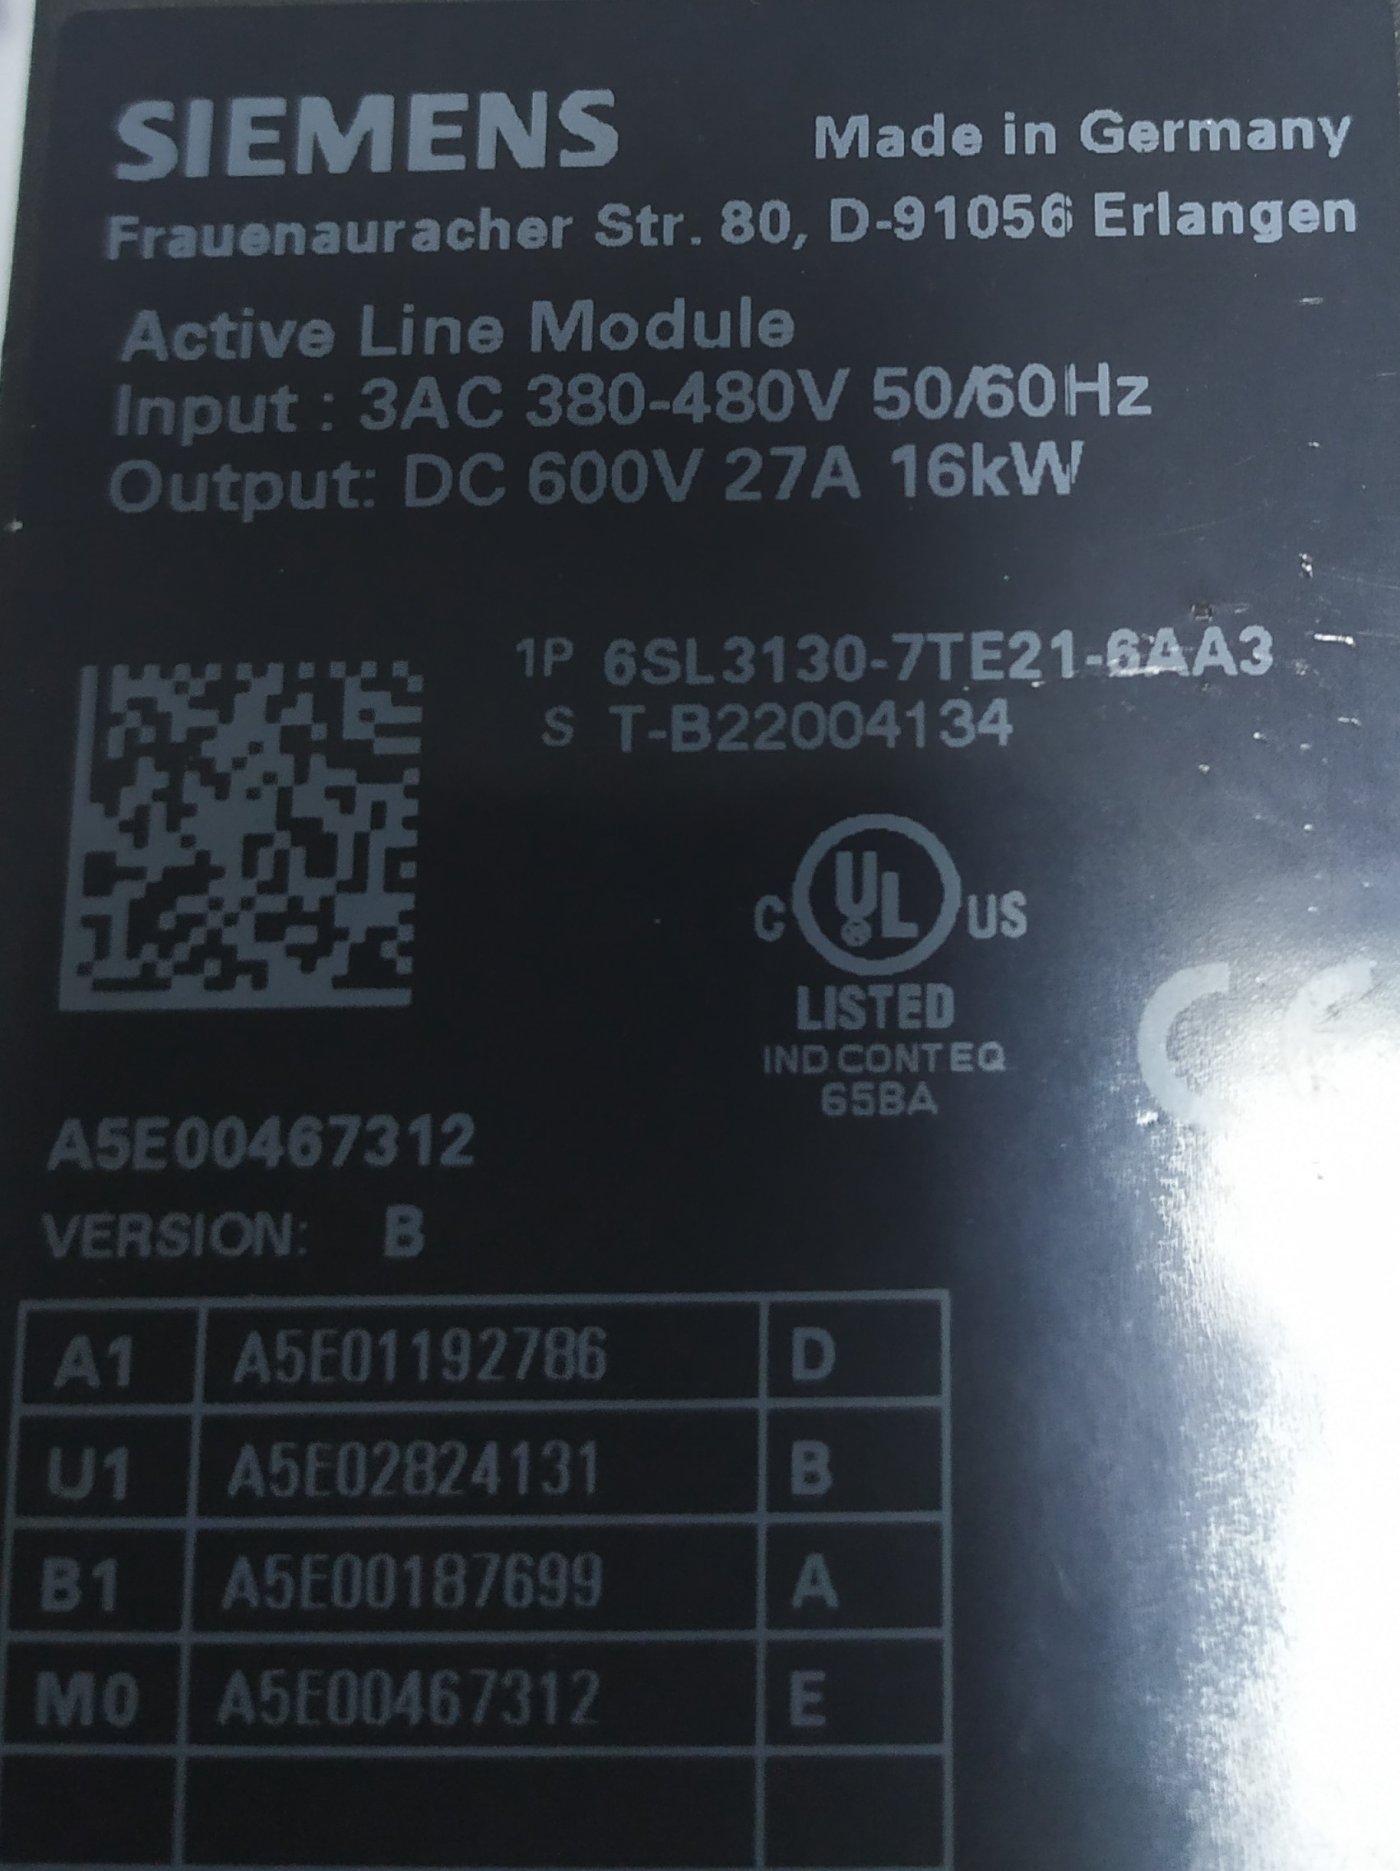 SIEMENS Made in Germany
Frauenauracher Str. 80, D-91056 Erlangen
Active Line Module
Input : 3AC 380-480V 50/60Hz
Output: DC 600V 27A 16kW
1P 6SL3130-7TE21-6AA3
S T-B22004134
C UL US
LISTED
IND.CONT.EQ
65BA
CE
A5E00467312
VERSION: B
A1 A5E01192786 D
U1 A5E02824131 B
B1 A5E00187699 A
M0 A5E00467312 E